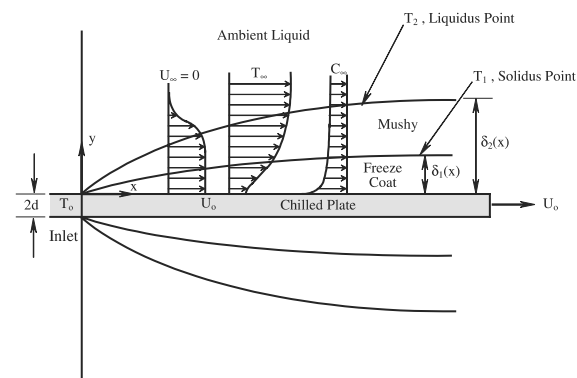 T₂ , Liquidus Point
Ambient Liquid
U∞ = 0
T∞
C∞
T₁ , Solidus Point
Mushy
y
δ₂(x)
Freeze
Coat
δ₁(x)
x
2d
T₀
U₀
Chilled Plate
U₀
Inlet